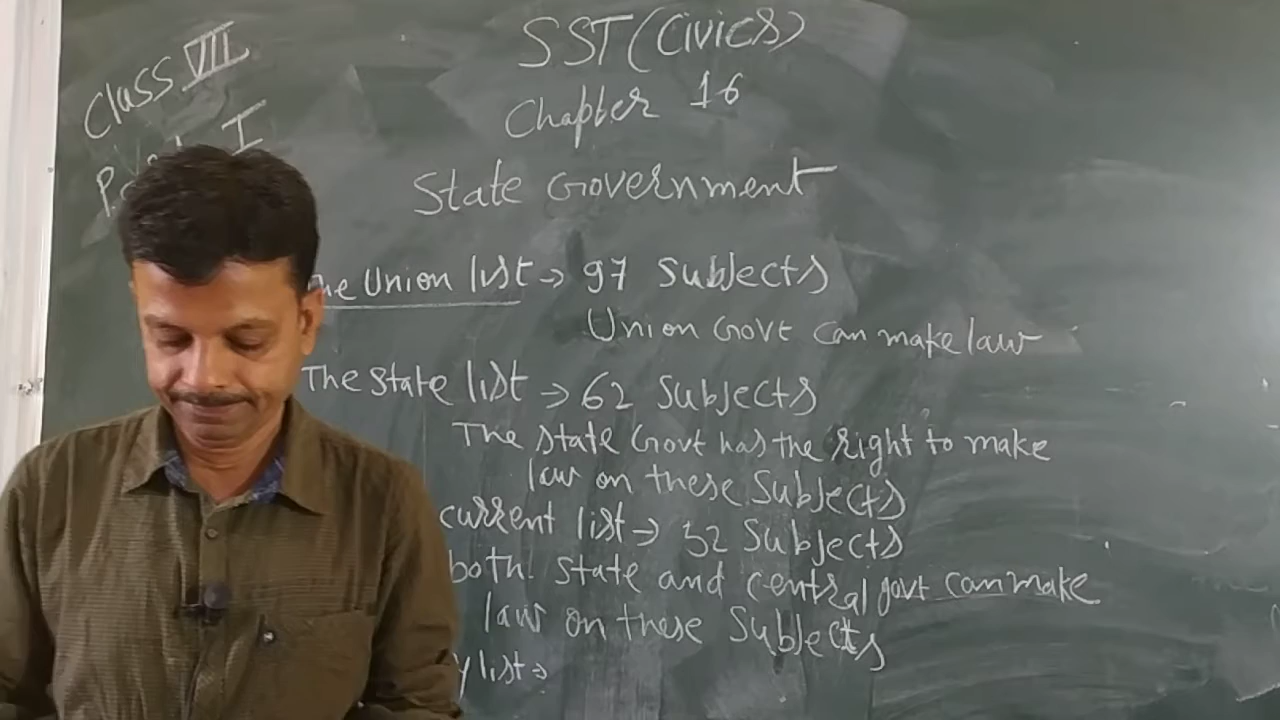 Class VII
I
SST (Civics)
Chapter 16
State Government
he Union list → 97 Subjects
Union Govt can make law
The State list → 62 Subjects
The State Govt has the right to make
law on these Subjects
current list → 52 Subjects
both State and central govt can make
law on these Subjects
y list →